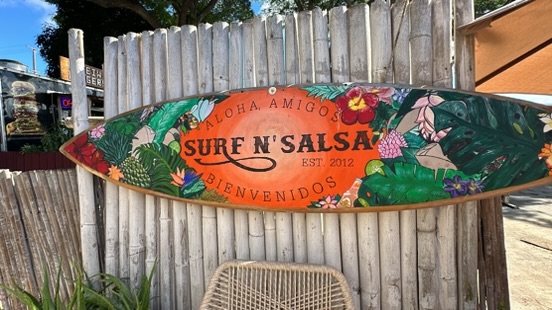 ALOHA, AMIGOS
SURF N' SALSA
EST. 2012
BIENVENIDOS